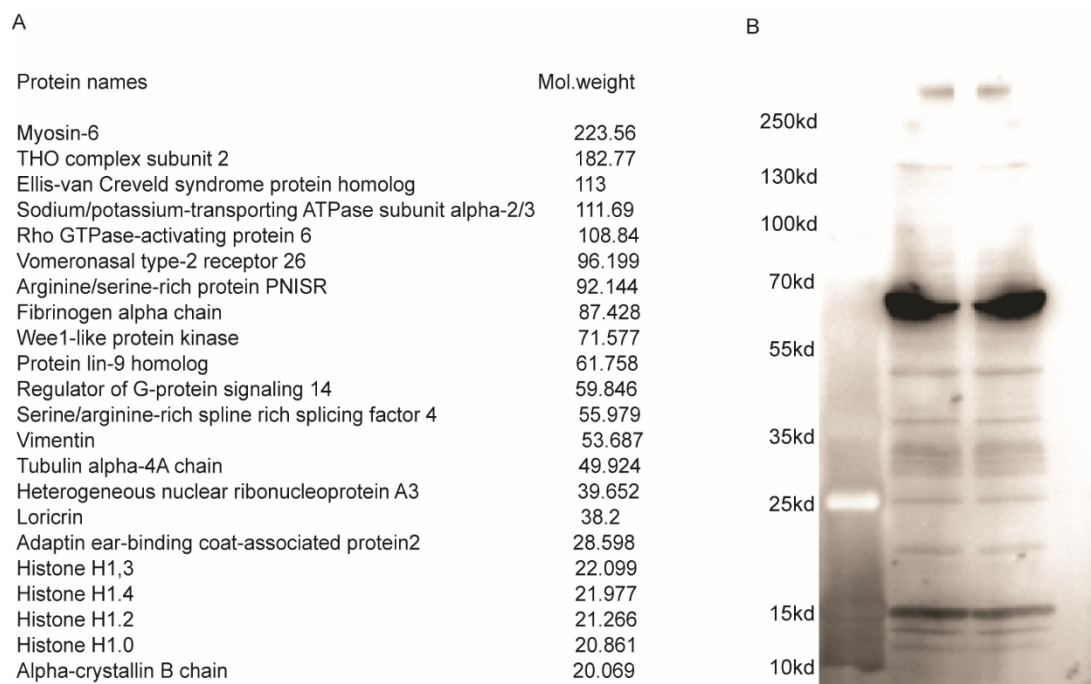 A
Protein names Mol.weight
Myosin-6 223.56
THO complex subunit 2 182.77
Ellis-van Creveld syndrome protein homolog 113
Sodium/potassium-transporting ATPase subunit alpha-2/3 111.69
Rho GTPase-activating protein 6 108.84
Vomeronasal type-2 receptor 26 96.199
Arginine/serine-rich protein PNISR 92.144
Fibrinogen alpha chain 87.428
Wee1-like protein kinase 71.577
Protein lin-9 homolog 61.758
Regulator of G-protein signaling 14 59.846
Serine/arginine-rich spline rich splicing factor 4 55.979
Vimentin 53.687
Tubulin alpha-4A chain 49.924
Heterogeneous nuclear ribonucleoprotein A3 39.652
Loricrin 38.2
Adaptin ear-binding coat-associated protein2 28.598
Histone H1,3 22.099
Histone H1.4 21.977
Histone H1.2 21.266
Histone H1.0 20.861
Alpha-crystallin B chain 20.069
B
250kd
130kd
100kd
70kd
55kd
35kd
25kd
15kd
10kd